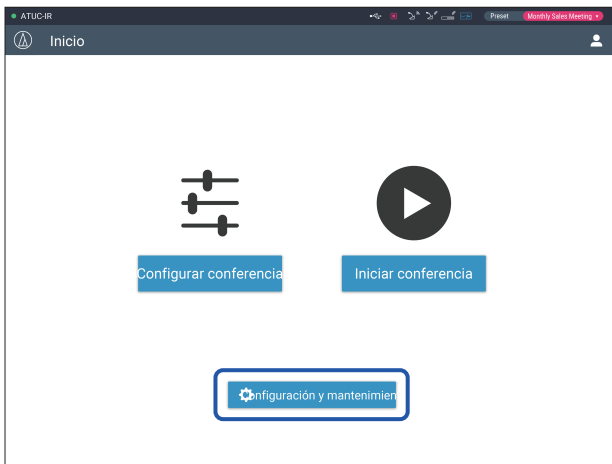 ATUC-IR Preset Monthly Sales Meeting
Inicio
Configurar conferencia Iniciar conferencia
onfiguración y mantenimien